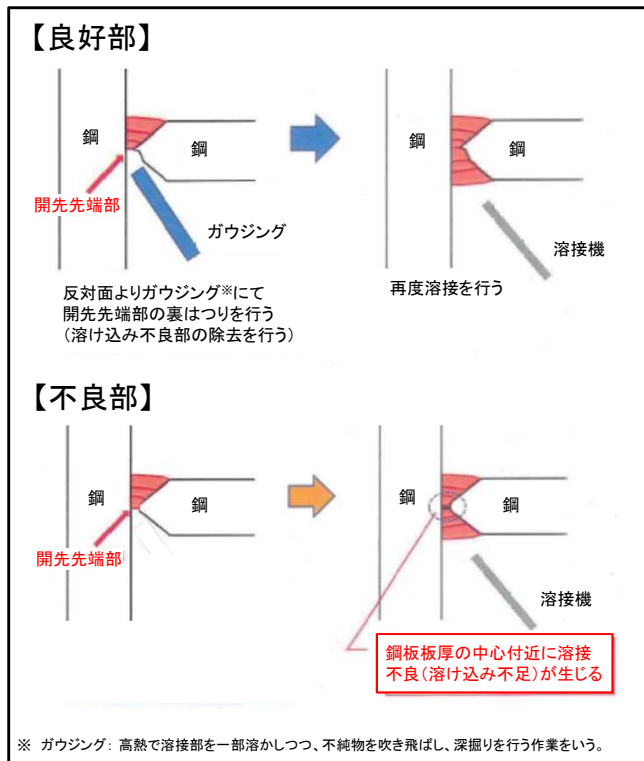 【良好部】
鋼
鋼
開先先端部
ガウジング
反対面よりガウジング※にて
開先先端部の裏はつりを行う
(溶け込み不良部の除去を行う)
鋼
鋼
溶接機
再度溶接を行う
【不良部】
鋼
鋼
開先先端部
鋼
鋼
溶接機
鋼板板厚の中心付近に溶接
不良(溶け込み不足)が生じる
※ ガウジング: 高熱で溶接部を一部溶かしつつ、不純物を吹き飛ばし、深掘りを行う作業をいう。